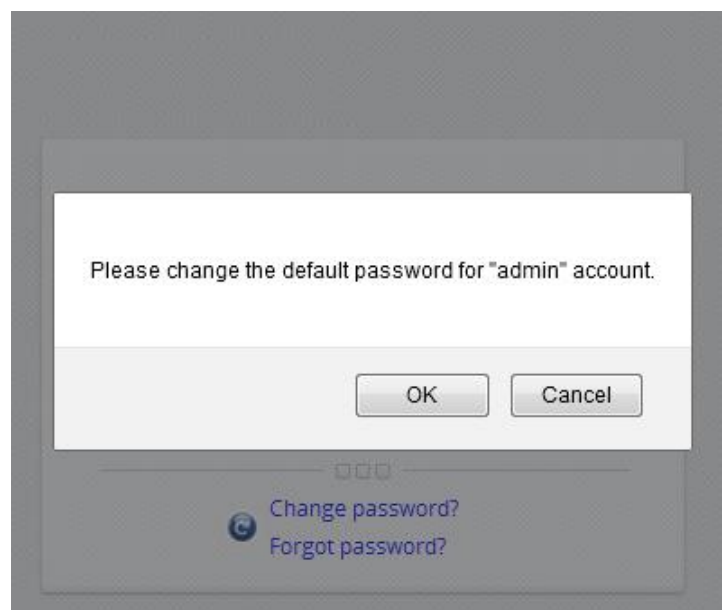 Please change the default password for "admin" account.
OK Cancel
Change password?
Forgot password?